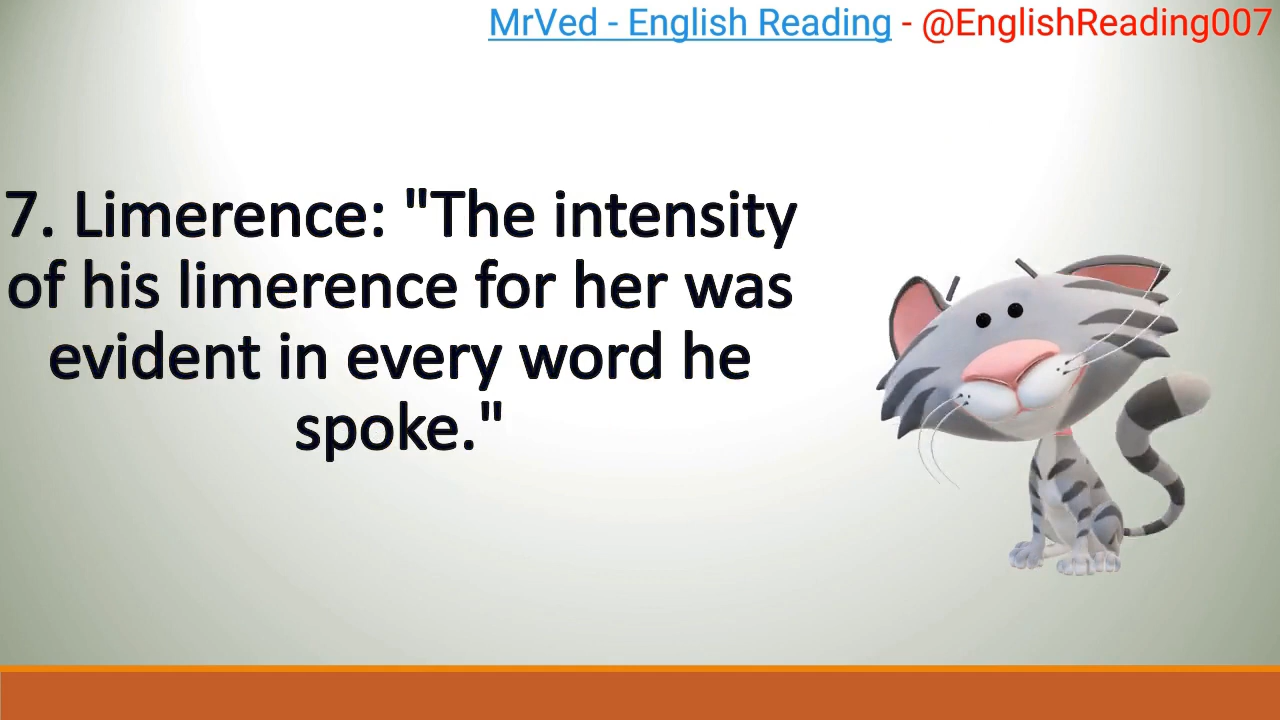 MrVed - English Reading - @EnglishReading007
7. Limerence: "The intensity
of his limerence for her was
evident in every word he
spoke."